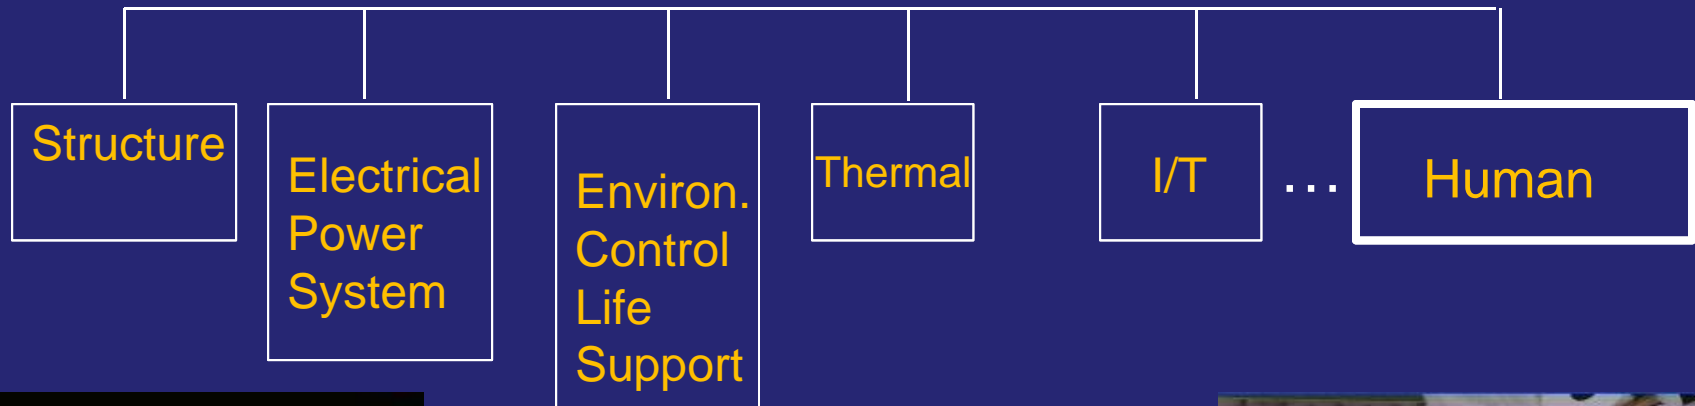 Structure
Electrical
Power
System
Environ.
Control
Life
Support
Thermal
I/T
...
Human